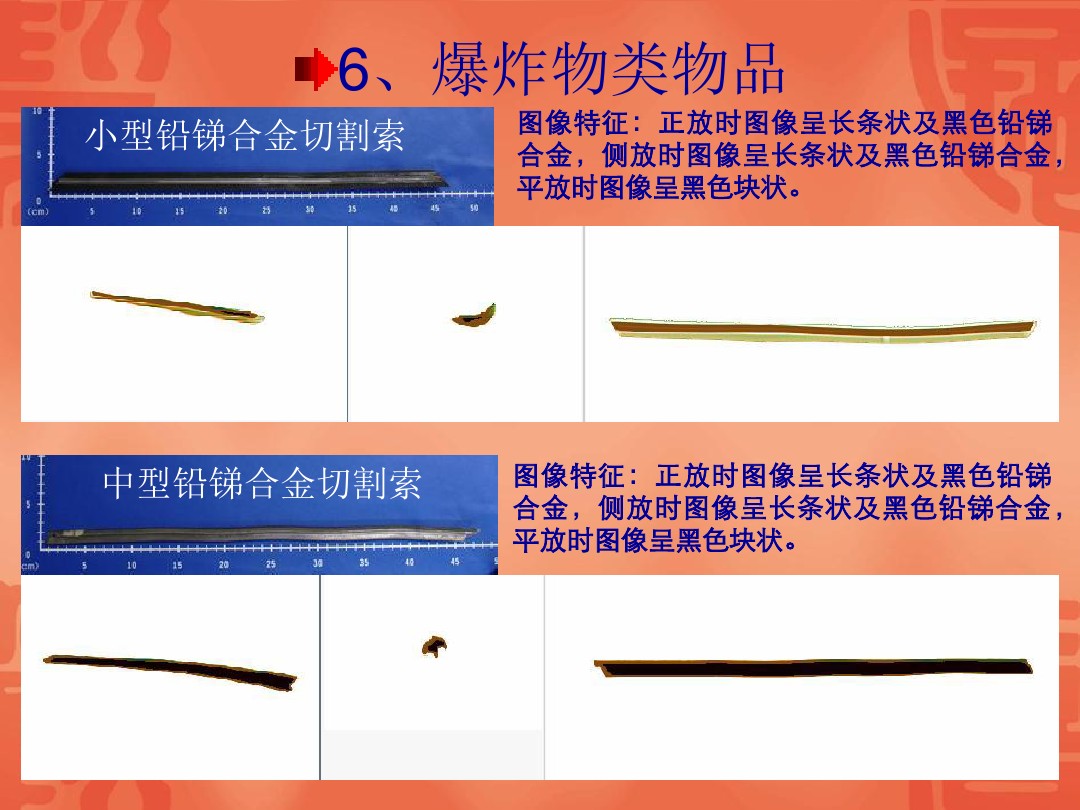 6、爆炸物类物品
小型铅锑合金切割索
10
5
0
(cm)
5 10 15 20 25 30 35 40 45 50
图像特征：正放时图像呈长条状及黑色铅锑
合金，侧放时图像呈长条状及黑色铅锑合金，
平放时图像呈黑色块状。
中型铅锑合金切割索
10
5
0
cm)
5 10 15 20 25 30 35 40 45 5
图像特征：正放时图像呈长条状及黑色铅锑
合金，侧放时图像呈长条状及黑色铅锑合金，
平放时图像呈黑色块状。